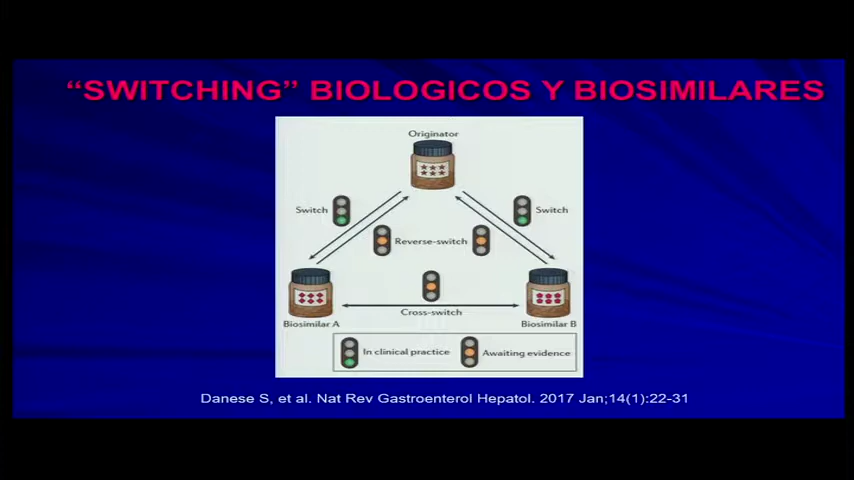 “SWITCHING” BIOLOGICOS Y BIOSIMILARES
Originator
Switch
Switch
Reverse-switch
Cross-switch
Biosimilar A
Biosimilar B
In clinical practice
Awaiting evidence
Danese S, et al. Nat Rev Gastroenterol Hepatol. 2017 Jan;14(1):22-31